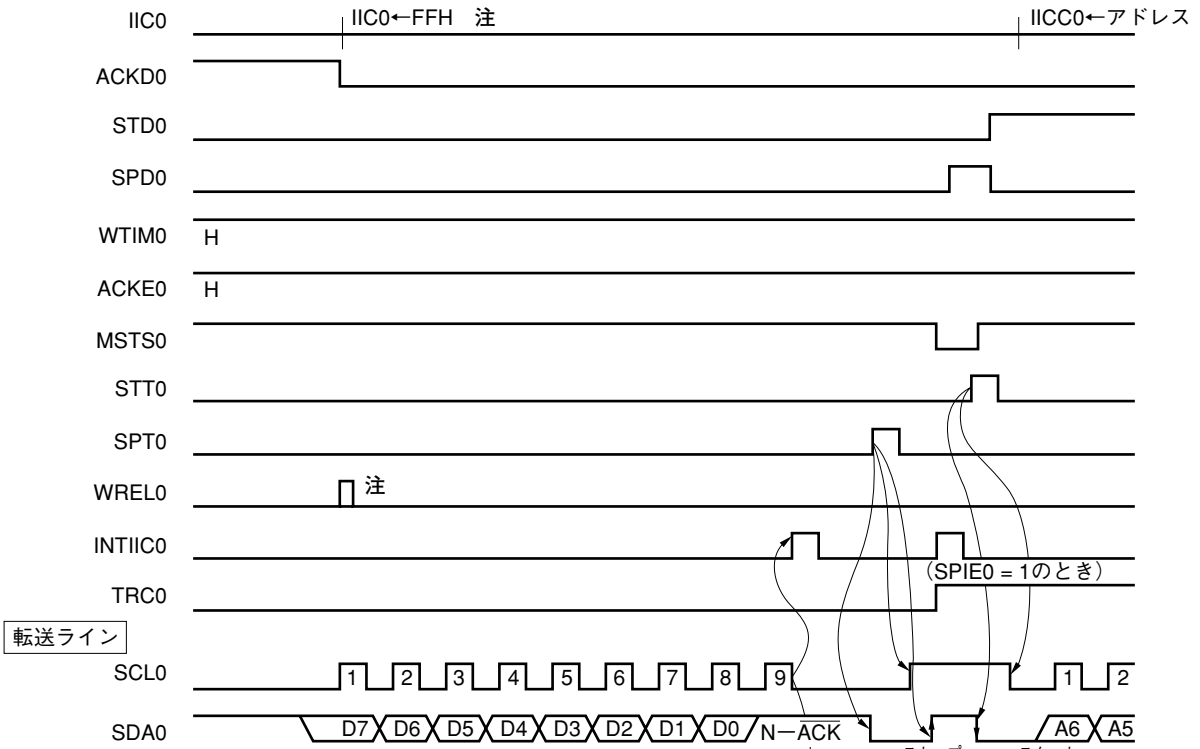 IIC0 IIC0←FFH 注 IICC0←アドレス
ACKD0
STD0
SPD0
WTIM0 H
ACKE0 H
MSTS0
STT0
SPT0
WREL0 注
INTIIC0
(SPIE0 = 1のとき)
TRC0
転送ライン
SCL0 1 2 3 4 5 6 7 8 9 1 2
SDA0 D7 D6 D5 D4 D3 D2 D1 D0 N－ACK A6 A5